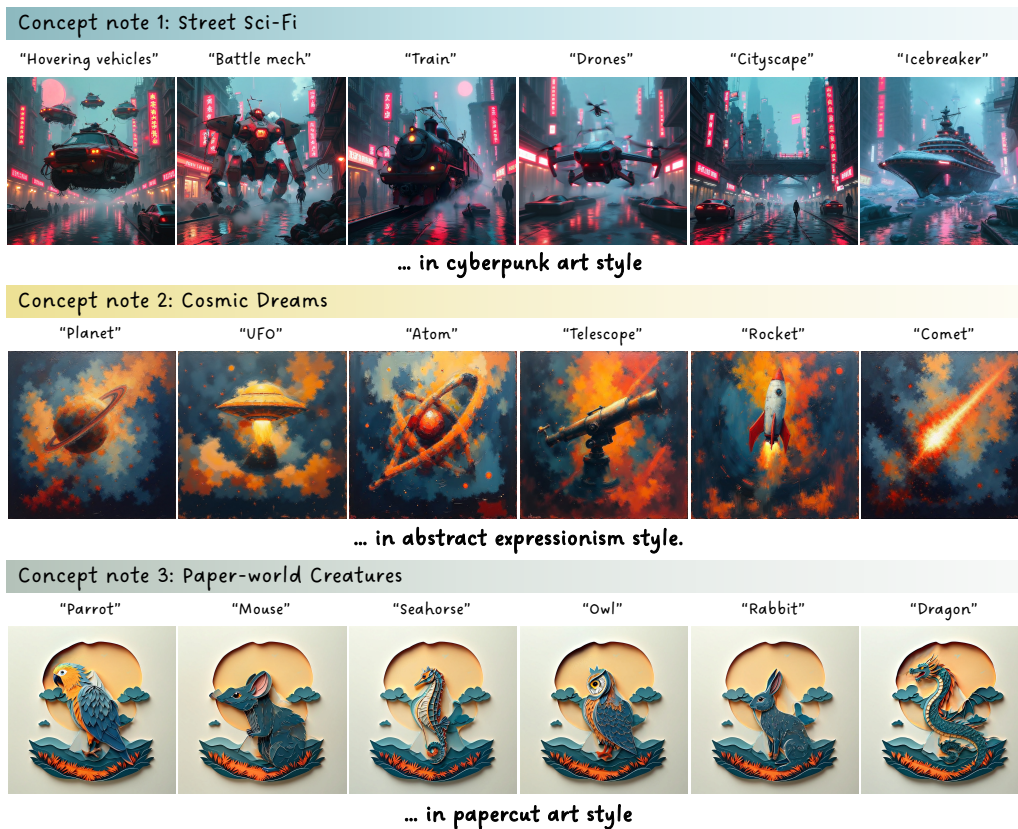 Concept note 1: Street Sci-Fi
“Hovering vehicles” “Battle mech” “Train” “Drones” “Cityscape” “Icebreaker”
... in cyberpunk art style
Concept note 2: Cosmic Dreams
“Planet” “UFO” “Atom” “Telescope” “Rocket” “Comet”
... in abstract expressionism style.
Concept note 3: Paper-world Creatures
“Parrot” “Mouse” “Seahorse” “Owl” “Rabbit” “Dragon”
... in papercut art style